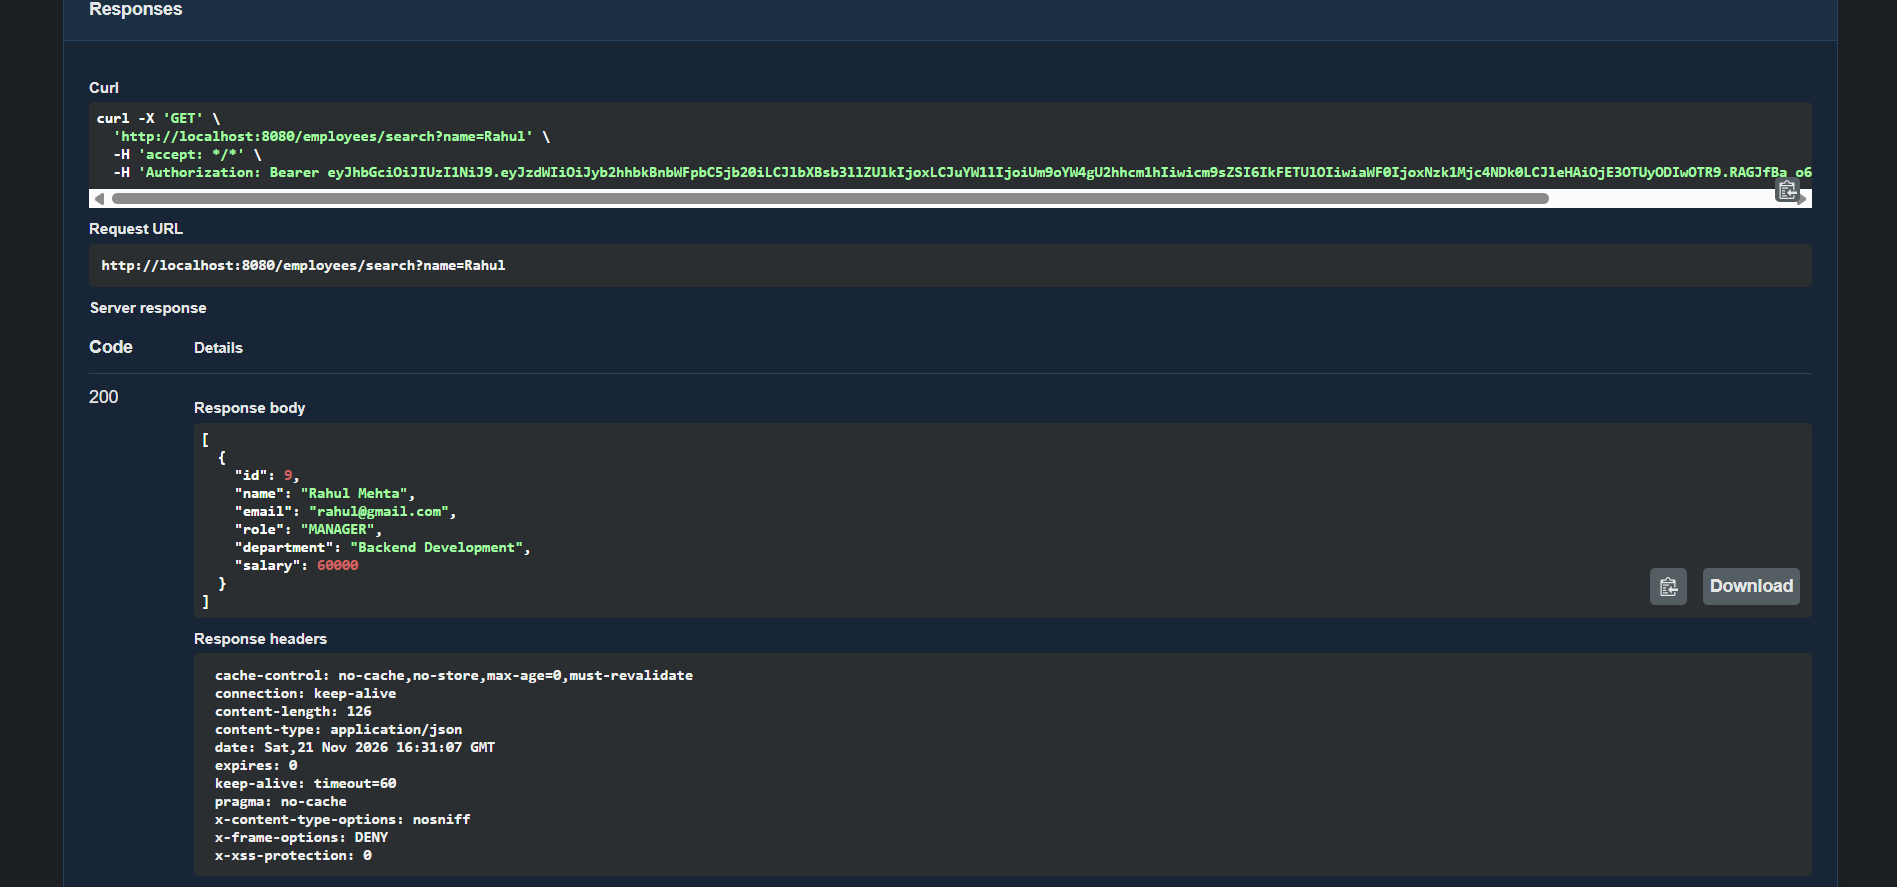 Responses
Curl
curl -X 'GET' \
'http://localhost:8080/employees/search?name=Rahul' \
-H 'accept: */*' \
-H 'Authorization: Bearer eyJhbGciOiJIUzI1NiJ9.eyJzdWIiOiJyb2hhbkBnbWFpbC5jb20iLCJlbXBsb3llZUlkIjoxLCJuYW1lIjoiUm9oYW4gU2hhcm1hIiwicm9sZSI6IkFETUlOIiwiaWF0IjoxNzk1Mjc4NDk0LCJleHAiOjE3OTUyODIwOTR9.RAGJfBa_o6
Request URL
http://localhost:8080/employees/search?name=Rahul
Server response
Code Details
200
Response body
[
{
"id": 9,
"name": "Rahul Mehta",
"email": "rahul@gmail.com",
"role": "MANAGER",
"department": "Backend Development",
"salary": 60000
}
]
Download
Response headers
cache-control: no-cache,no-store,max-age=0,must-revalidate
connection: keep-alive
content-length: 126
content-type: application/json
date: Sat,21 Nov 2026 16:31:07 GMT
expires: 0
keep-alive: timeout=60
pragma: no-cache
x-content-type-options: nosniff
x-frame-options: DENY
x-xss-protection: 0